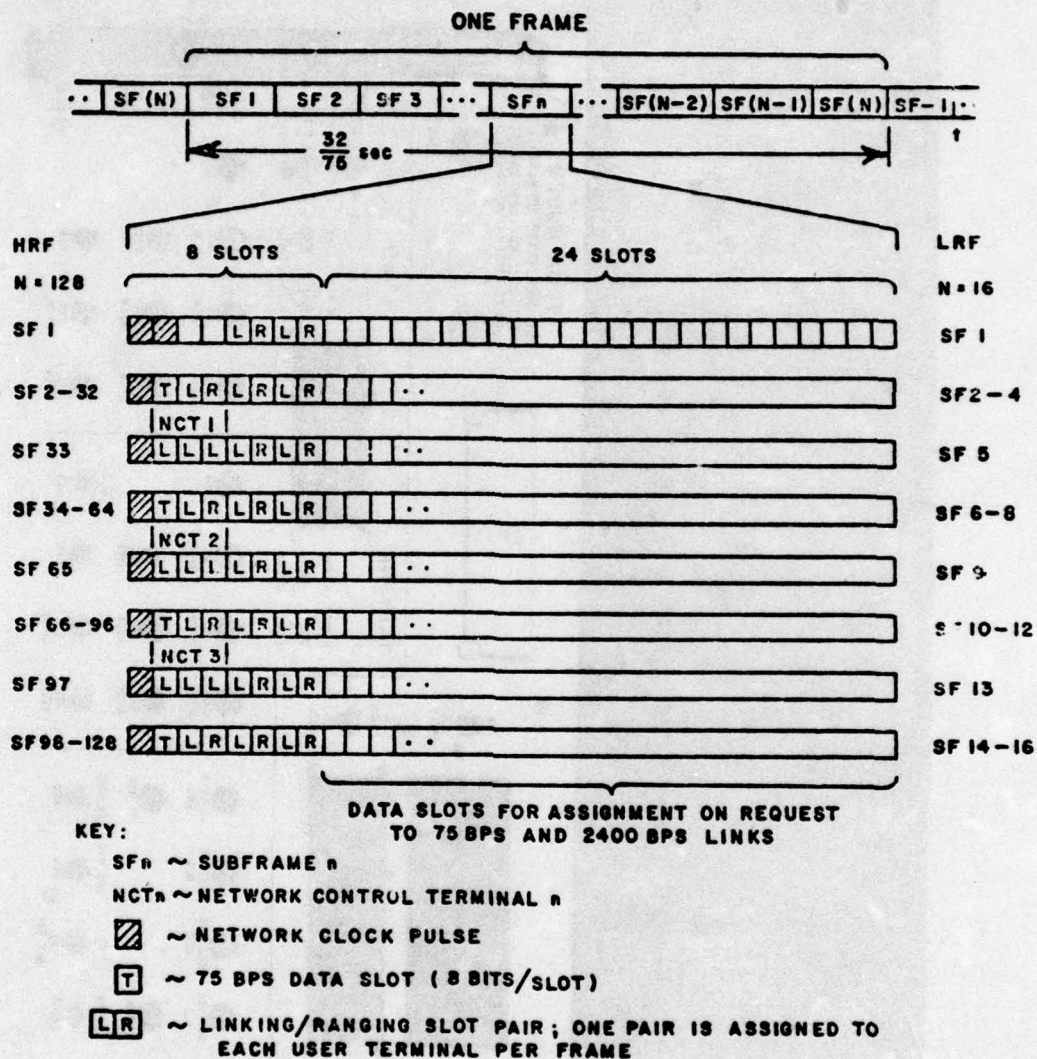 ONE FRAME
·· SF(N) SF 1 SF 2 SF 3 ··· SFn ··· SF(N-2) SF(N-1) SF(N) SF-1 ··
32/75 sec
HRF
LRF
8 SLOTS
24 SLOTS
N = 128
N = 16
SF 1 L R L R SF 1
SF 2-32 T L R L R L R ·· SF2-4
NCT 1
SF 33 L L L L R L R ·· SF 5
SF 34-64 T L R L R L R ·· SF 6-8
NCT 2
SF 65 L L L L R L R ·· SF 9
SF 66-96 T L R L R L R ·· 10-12
NCT 3
SF 97 L L L L R L R ·· SF 13
SF 98-128 T L R L R L R ·· SF 14-16
DATA SLOTS FOR ASSIGNMENT ON REQUEST
TO 75 BPS AND 2400 BPS LINKS
KEY:
SFn ~ SUBFRAME n
NCTn ~ NETWORK CONTROL TERMINAL n
~ NETWORK CLOCK PULSE
T ~ 75 BPS DATA SLOT ( 8 BITS/SLOT)
L R ~ LINKING/RANGING SLOT PAIR ; ONE PAIR IS ASSIGNED TO
EACH USER TERMINAL PER FRAME